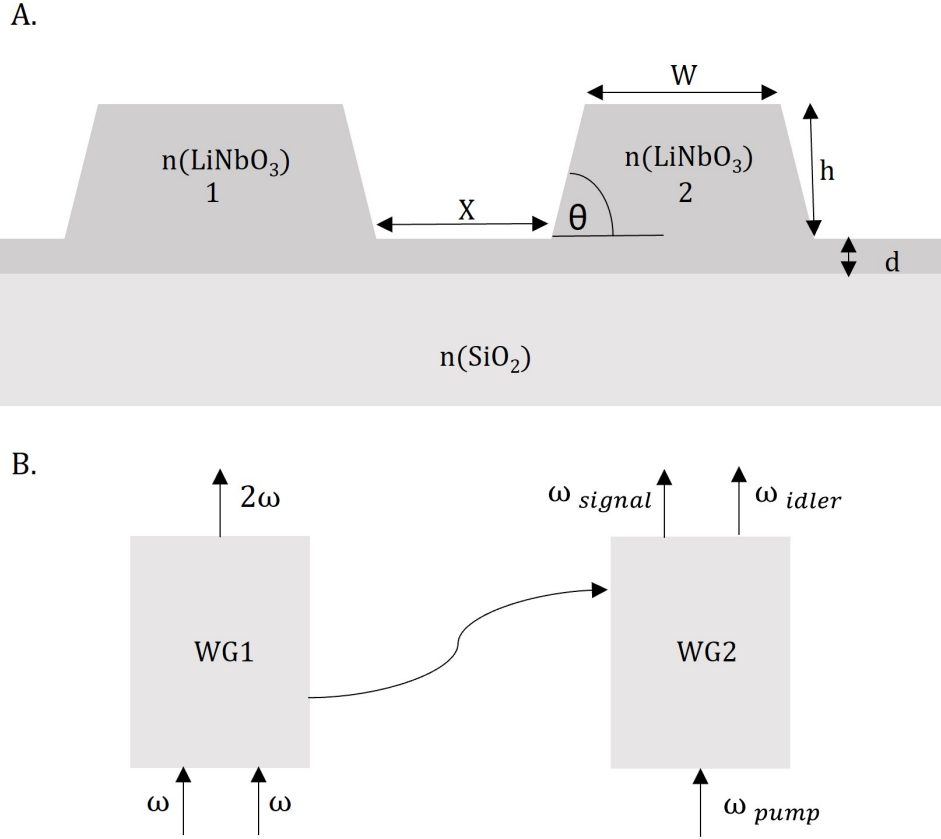 A.
W
n(LiNbO₃)
1
X
θ
n(LiNbO₃)
2
h
d
n(SiO₂)
B.
2ω
ω signal
ω idler
WG1
WG2
ω
ω
ω pump